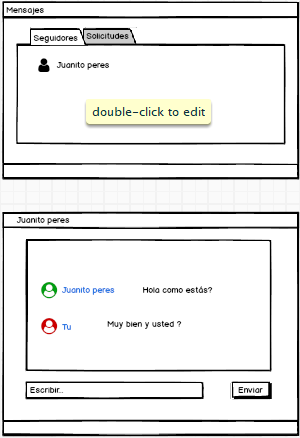 Mensajes
Seguidores Solicitudes
Juanito peres
double-click to edit
Juanito peres
Juanito peres Hola como estás?
Tu Muy bien y usted ?
Escribir.. Enviar